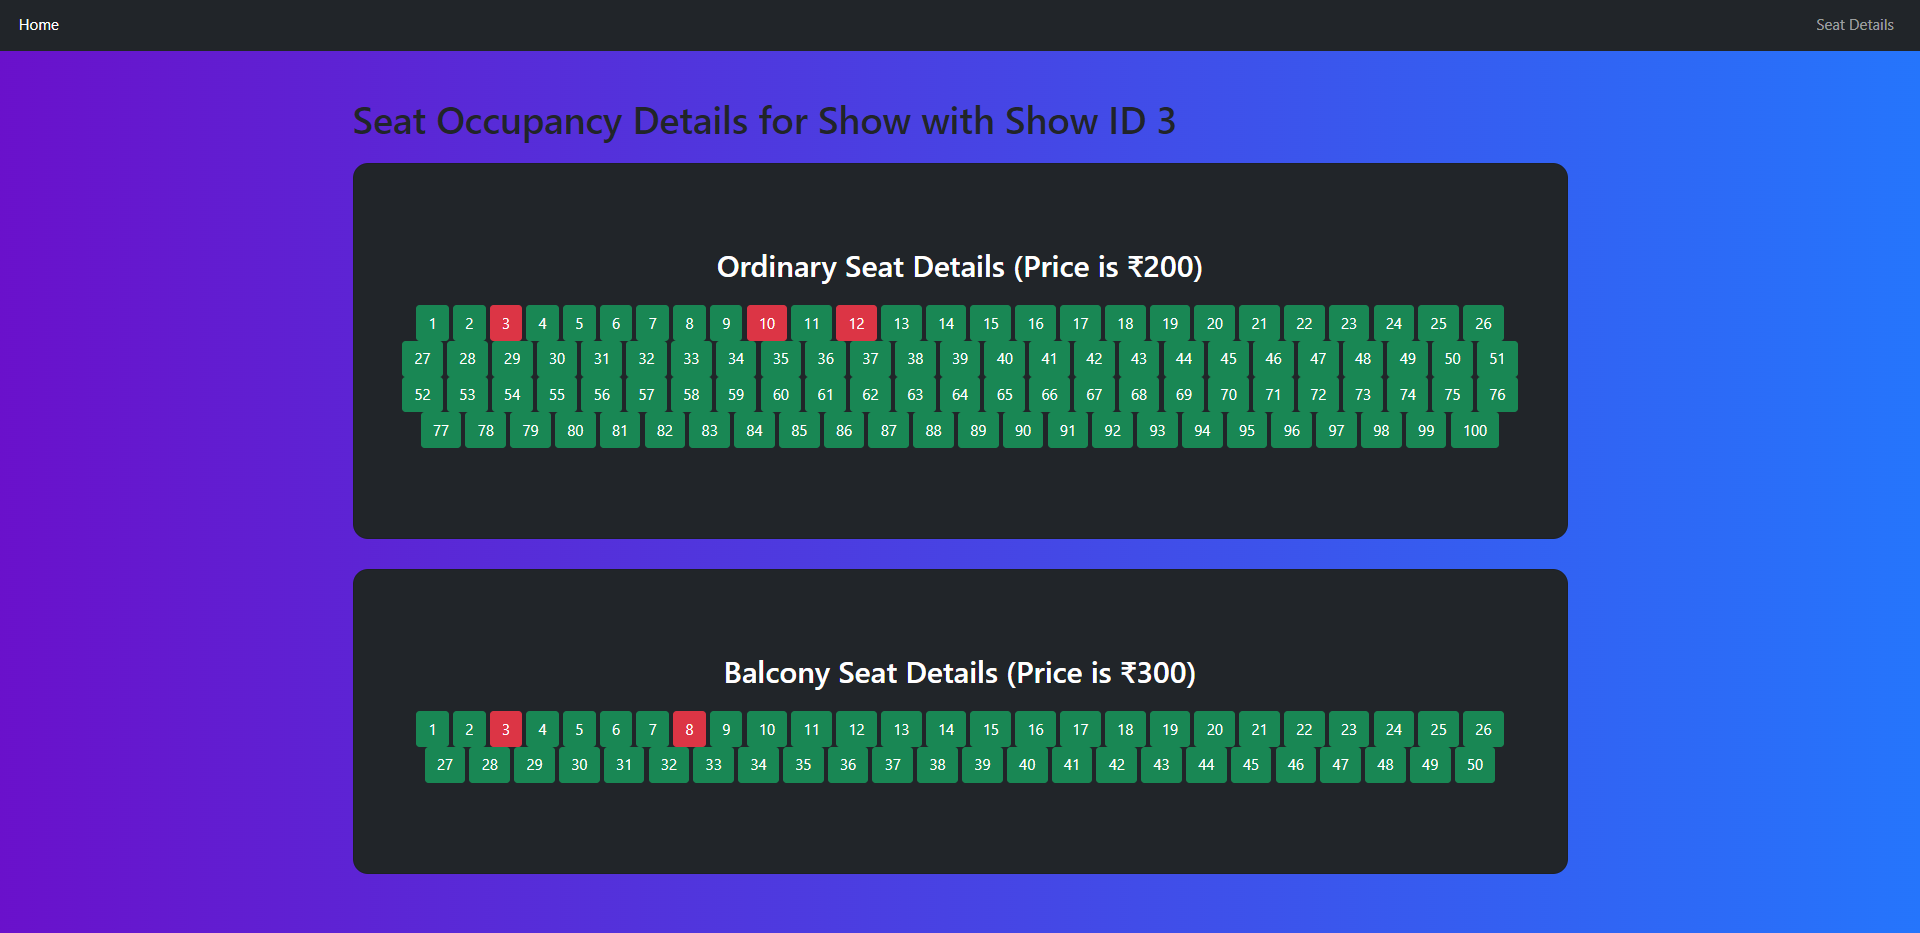 Home Seat Details
Seat Occupancy Details for Show with Show ID 3
Ordinary Seat Details (Price is ₹200)
1 2 3 4 5 6 7 8 9 10 11 12 13 14 15 16 17 18 19 20 21 22 23 24 25 26
27 28 29 30 31 32 33 34 35 36 37 38 39 40 41 42 43 44 45 46 47 48 49 50 51
52 53 54 55 56 57 58 59 60 61 62 63 64 65 66 67 68 69 70 71 72 73 74 75 76
77 78 79 80 81 82 83 84 85 86 87 88 89 90 91 92 93 94 95 96 97 98 99 100
Balcony Seat Details (Price is ₹300)
1 2 3 4 5 6 7 8 9 10 11 12 13 14 15 16 17 18 19 20 21 22 23 24 25 26
27 28 29 30 31 32 33 34 35 36 37 38 39 40 41 42 43 44 45 46 47 48 49 50